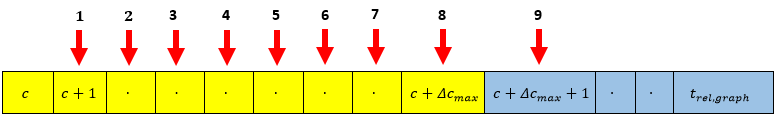 1 2 3 4 5 6 7 8 9
c c + 1 · · · · · · c + Δc_max c + Δc_max + 1 · · t_rel,graph